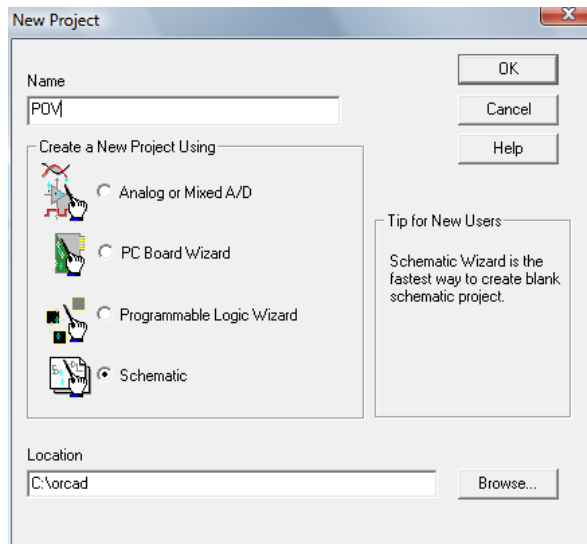 New Project
Name
POV
OK
Cancel
Help
Create a New Project Using
Analog or Mixed A/D
PC Board Wizard
Programmable Logic Wizard
Schematic
Tip for New Users
Schematic Wizard is the
fastest way to create blank
schematic project.
Location
C:\orcad
Browse...